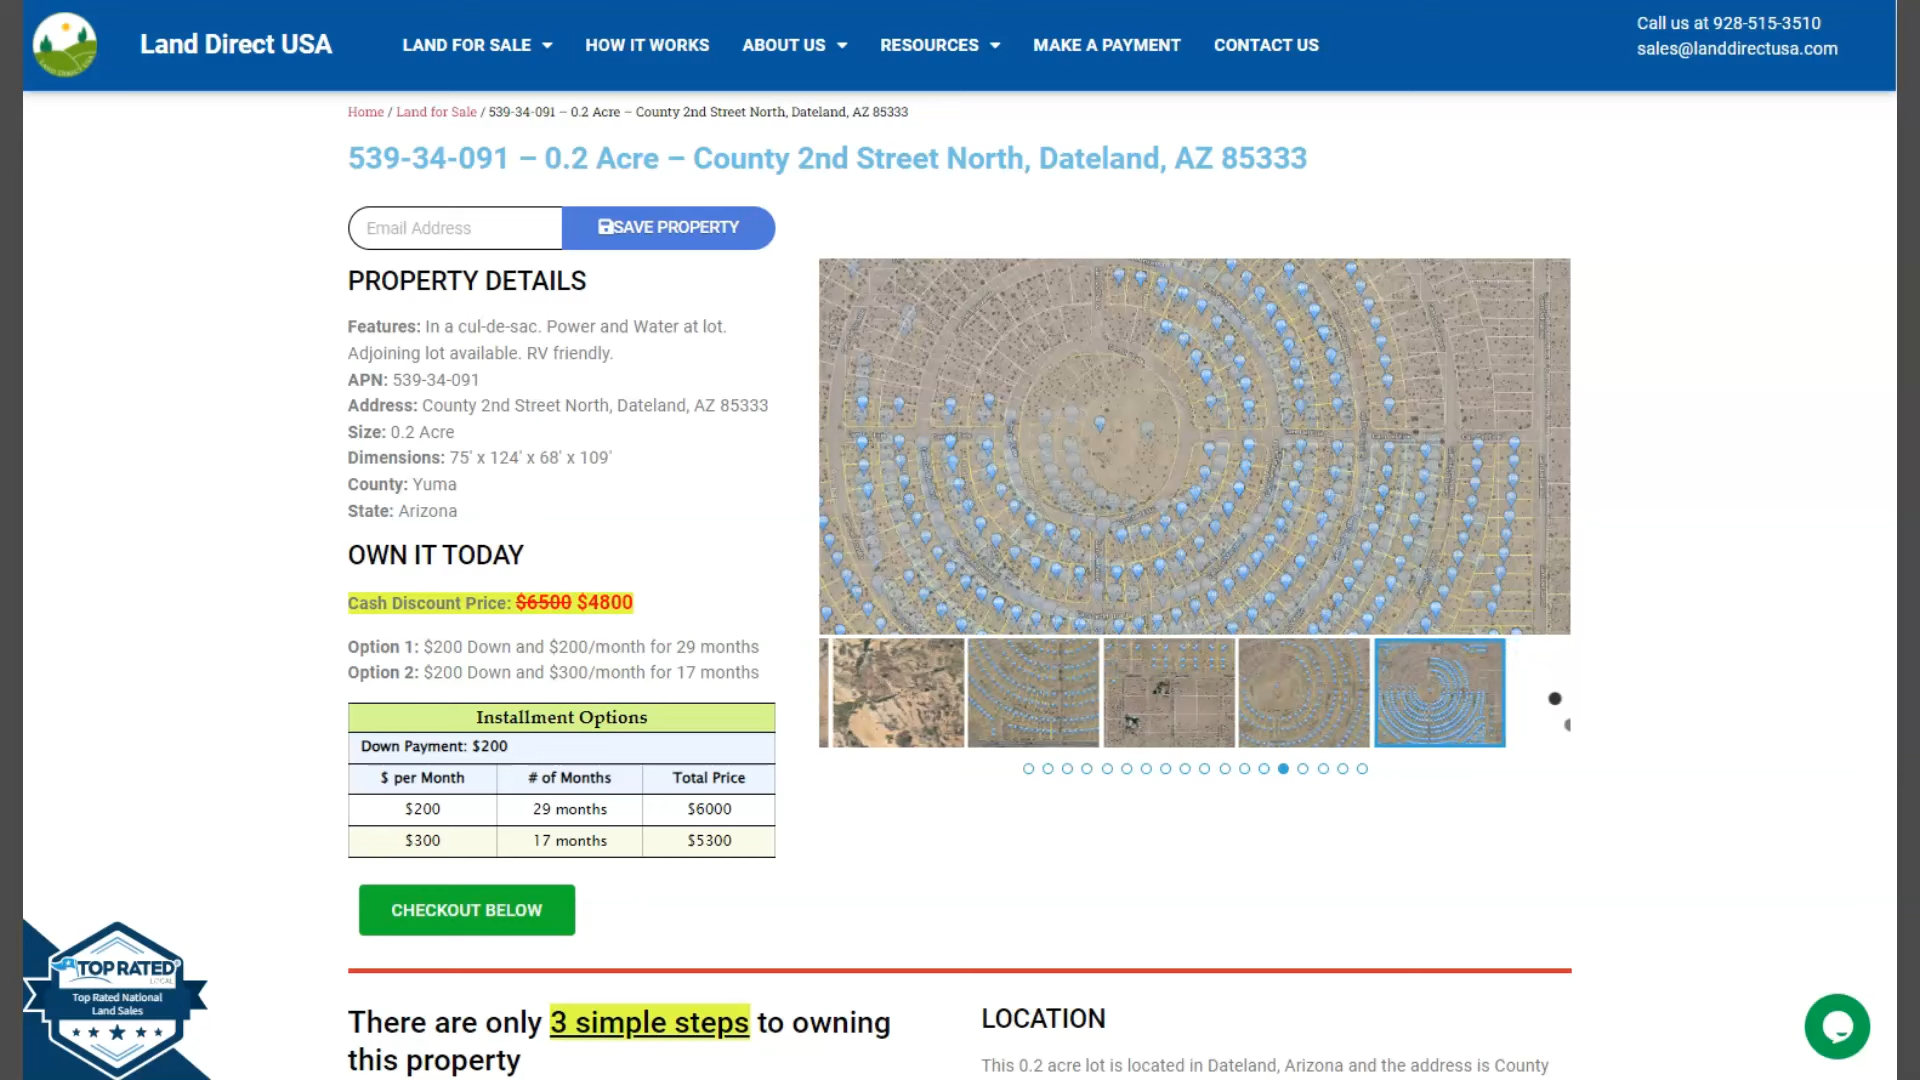 Land Direct USA
LAND FOR SALE
HOW IT WORKS
ABOUT US
RESOURCES
MAKE A PAYMENT
CONTACT US
Call us at 928-515-3510
sales@landdirectusa.com
Home / Land for Sale / 539-34-091 – 0.2 Acre – County 2nd Street North, Dateland, AZ 85333
539-34-091 – 0.2 Acre – County 2nd Street North, Dateland, AZ 85333
Email Address
SAVE PROPERTY
PROPERTY DETAILS
Features: In a cul-de-sac. Power and Water at lot.
Adjoining lot available. RV friendly.
APN: 539-34-091
Address: County 2nd Street North, Dateland, AZ 85333
Size: 0.2 Acre
Dimensions: 75' x 124' x 68' x 109'
County: Yuma
State: Arizona
OWN IT TODAY
Cash Discount Price: $6500 $4800
Option 1: $200 Down and $200/month for 29 months
Option 2: $200 Down and $300/month for 17 months
Installment Options
Down Payment: $200
$ per Month # of Months Total Price
$200 29 months $6000
$300 17 months $5300
CHECKOUT BELOW
TOP RATED
LOCAL
Top Rated National
Land Sales
There are only 3 simple steps to owning
this property
LOCATION
This 0.2 acre lot is located in Dateland, Arizona and the address is County